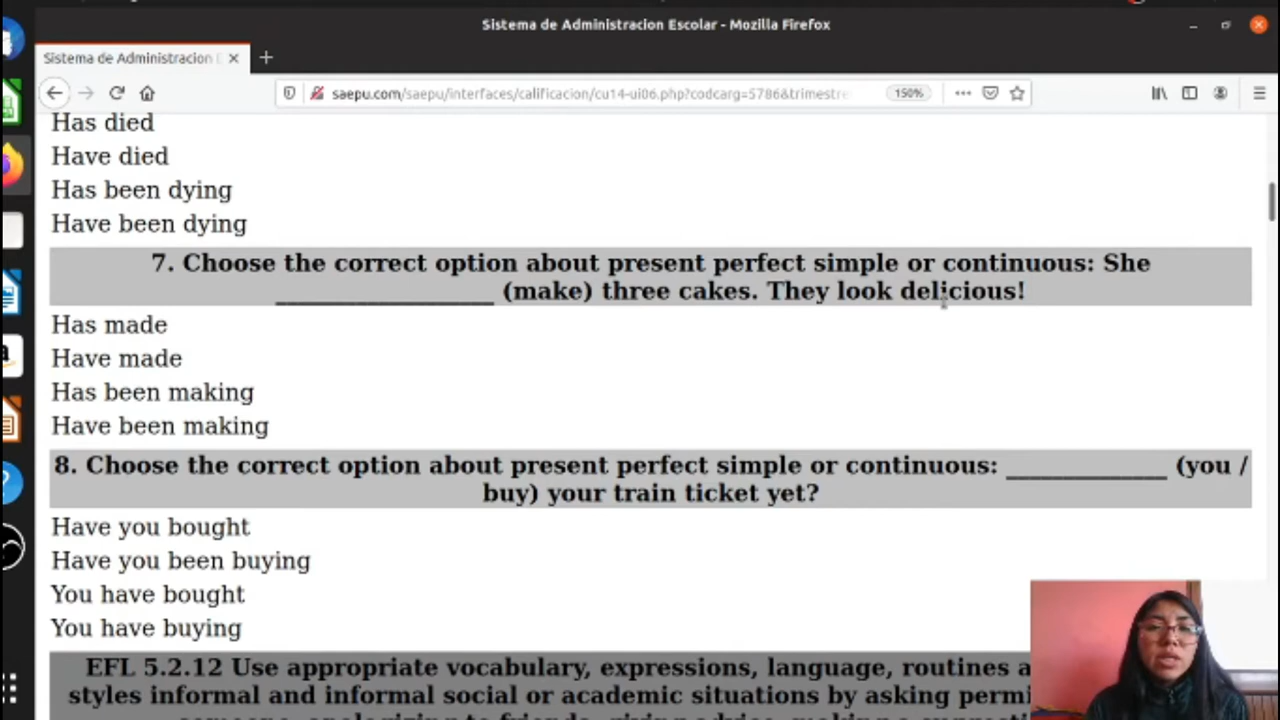 Sistema de Administracion Escolar - Mozilla Firefox
Sistema de Administracion
saepu.com/saepu/interfaces/calificacion/cu14-ui06.php?codcarg=5786&trimestre
150%
Has died
Have died
Has been dying
Have been dying
7. Choose the correct option about present perfect simple or continuous: She
__________________ (make) three cakes. They look delicious!
Has made
Have made
Has been making
Have been making
8. Choose the correct option about present perfect simple or continuous: _____________ (you /
buy) your train ticket yet?
Have you bought
Have you been buying
You have bought
You have buying
EFL 5.2.12 Use appropriate vocabulary, expressions, language, routines
styles informal and informal social or academic situations by asking